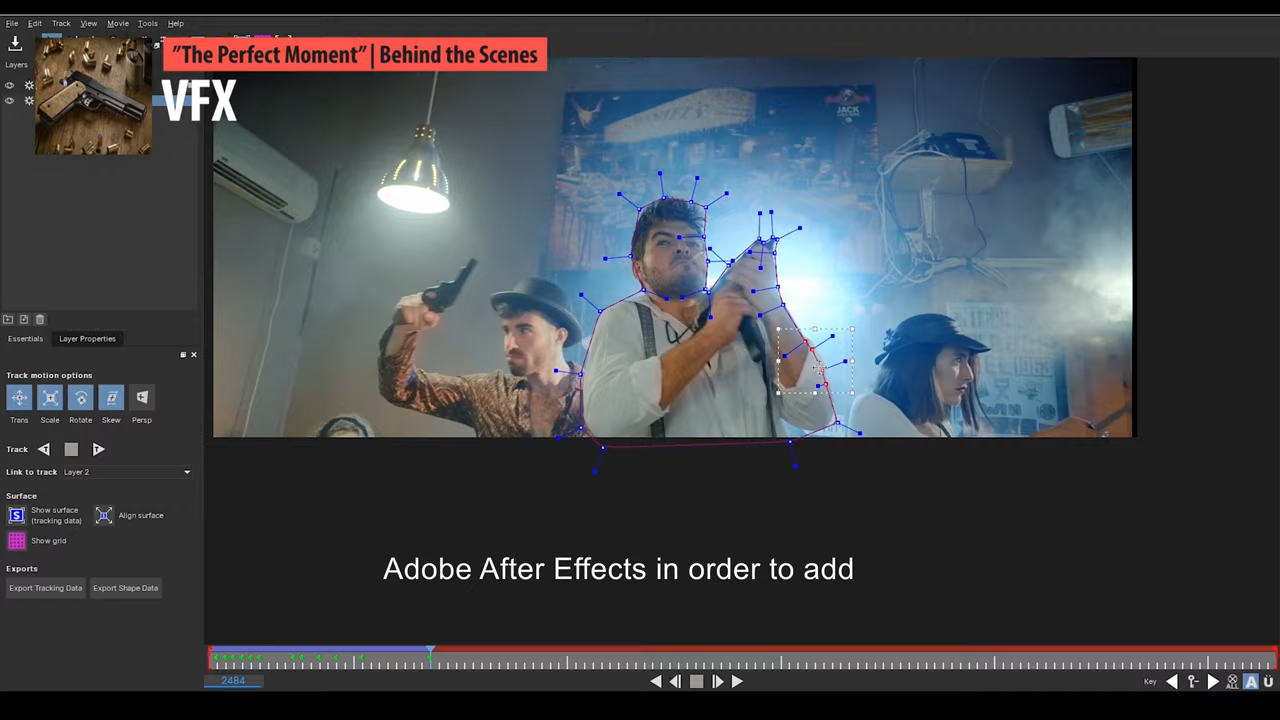 File Edit Track View Movie Tools Help
"The Perfect Moment" | Behind the Scenes
Layers
VFX
JACK
Essentials Layer Properties
Track motion options
Trans Scale Rotate Skew Persp
Track
Link to track Layer 2
Surface
Show surface
(tracking data)
Align surface
Show grid
Exports
Export Tracking Data Export Shape Data
Adobe After Effects in order to add
2484
Key
ALL
A
Ü